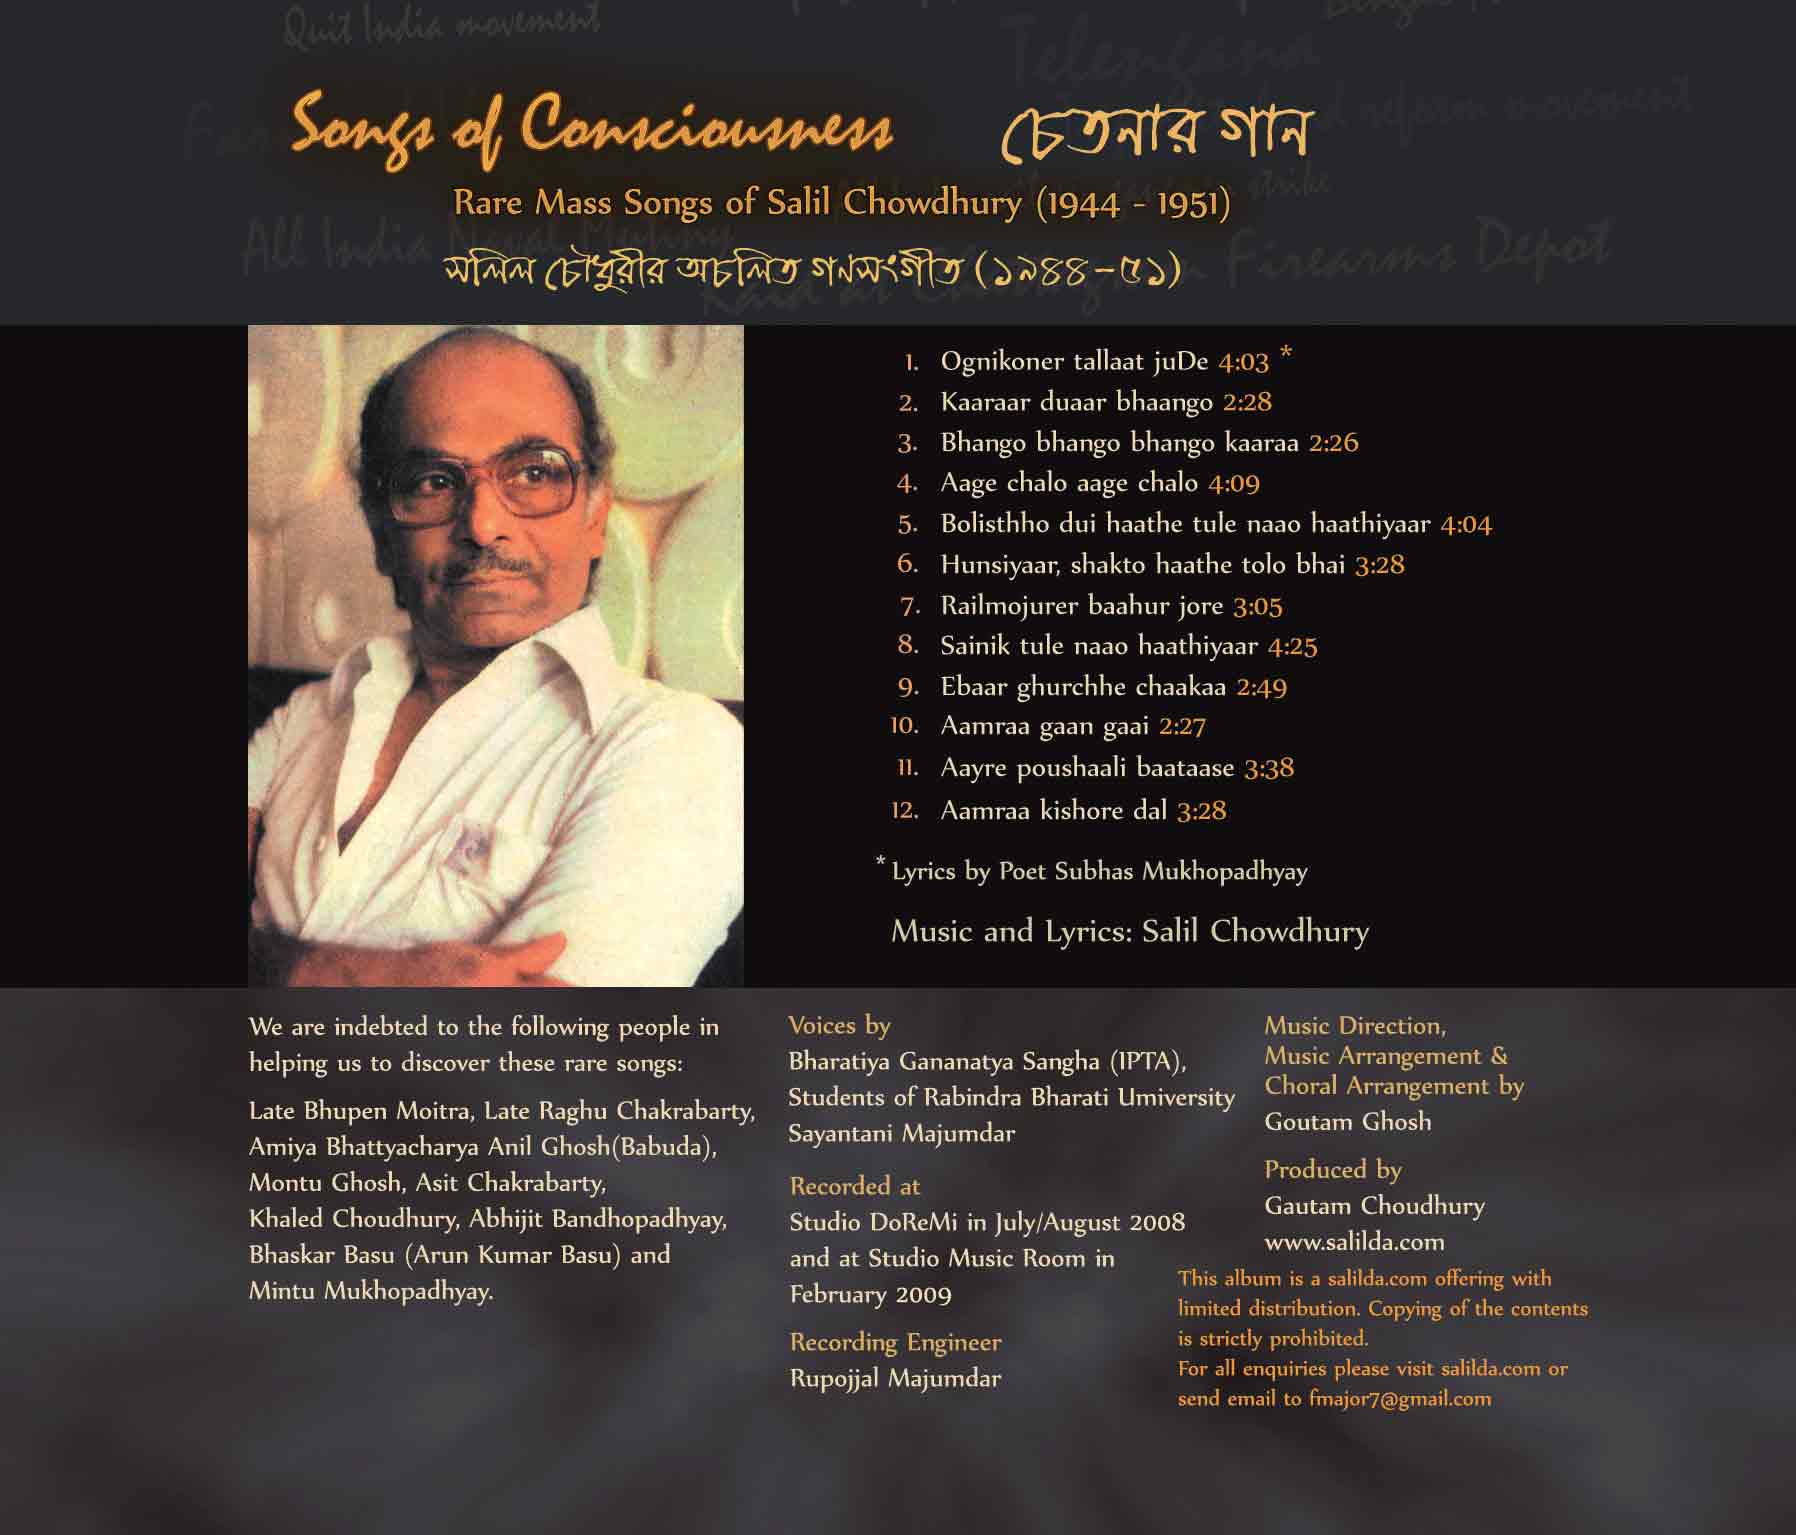 Quit India movement
Telengana
land reform movement
strike
All India Naval Mutiny
Raid at Firearms Depot
Songs of Consciousness চেতনার গান
Rare Mass Songs of Salil Chowdhury (1944 - 1951)
সলিল চৌধুরীর অচলিত গণসংগীত (১৯৪৪-৫১)
1. Ognikoner tallaat juDe 4:03 *
2. Kaaraar duaar bhaango 2:28
3. Bhango bhango bhango kaaraa 2:26
4. Aage chalo aage chalo 4:09
5. Bolisthho dui haathe tule naao haathiyaar 4:04
6. Hunsiyaar, shakto haathe tolo bhai 3:28
7. Railmojurer baahur jore 3:05
8. Sainik tule naao haathiyaar 4:25
9. Ebaar ghurchhe chaakaa 2:49
10. Aamraa gaan gaai 2:27
11. Aayre poushaali baataase 3:38
12. Aamraa kishore dal 3:28
* Lyrics by Poet Subhas Mukhopadhyay
Music and Lyrics: Salil Chowdhury
We are indebted to the following people in
helping us to discover these rare songs:
Late Bhupen Moitra, Late Raghu Chakrabarty,
Amiya Bhattyacharya Anil Ghosh(Babuda),
Montu Ghosh, Asit Chakrabarty,
Khaled Choudhury, Abhijit Bandhopadhyay,
Bhaskar Basu (Arun Kumar Basu) and
Mintu Mukhopadhyay.
Voices by
Bharatiya Gananatya Sangha (IPTA),
Students of Rabindra Bharati Umiversity
Sayantani Majumdar
Recorded at
Studio DoReMi in July/August 2008
and at Studio Music Room in
February 2009
Recording Engineer
Rupojjal Majumdar
Music Direction,
Music Arrangement &
Choral Arrangement by
Goutam Ghosh
Produced by
Gautam Choudhury
www.salilda.com
This album is a salilda.com offering with
limited distribution. Copying of the contents
is strictly prohibited.
For all enquiries please visit salilda.com or
send email to fmajor7@gmail.com